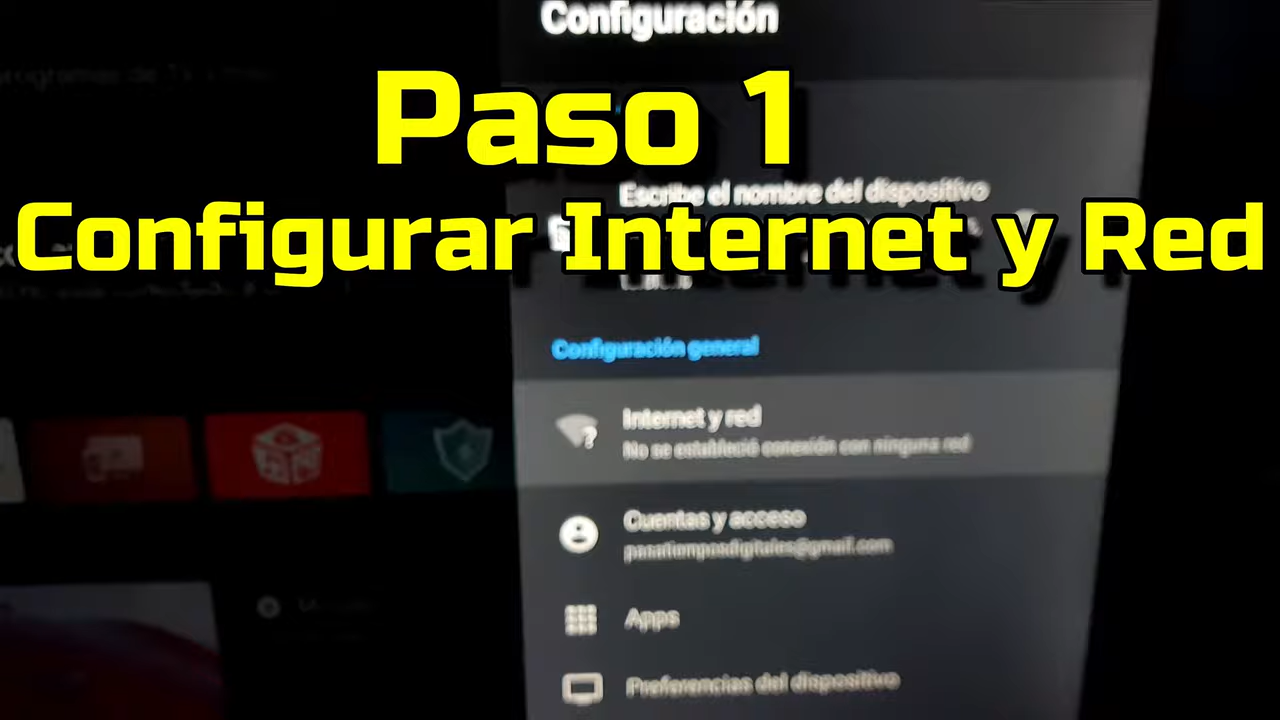 Configuración
Paso 1
Escribe el nombre del dispositivo
Configurar Internet y Red
Configuración general
Internet y red
No se estableció conexión con ninguna red
Cuentas y acceso
pasationposdigitales@gmail.com
Apps
Preferencias del dispositivo